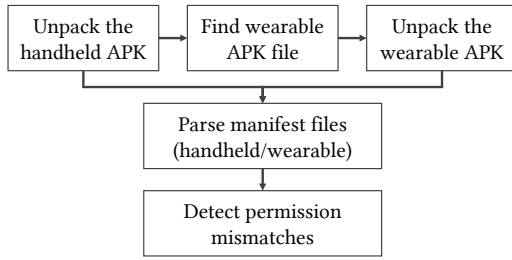 Unpack the
handheld APK
Find wearable
APK file
Unpack the
wearable APK
Parse manifest files
(handheld/wearable)
Detect permission
mismatches